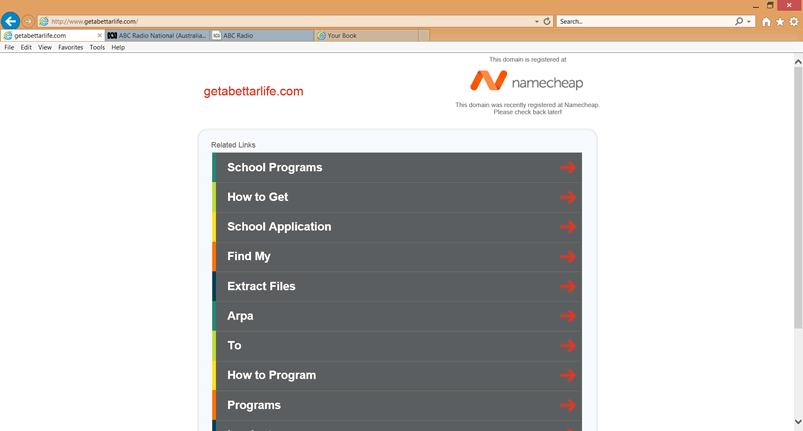 http://www.getabettarlife.com/
Search...
getabettarlife.com
ABC Radio National (Australia...
ABC Radio
Your Book
File Edit View Favorites Tools Help
This domain is registered at
namecheap
getabettarlife.com
This domain was recently registered at Namecheap.
Please check back later!
Related Links
School Programs
How to Get
School Application
Find My
Extract Files
Arpa
To
How to Program
Programs